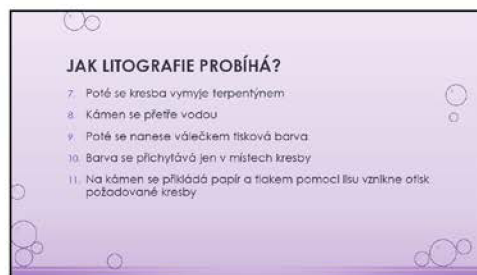 JAK LITOGRAFIE PROBÍHÁ?
7. Poté se kresba vymyje terpentýnem
8. Kámen se přetře vodou
9. Poté se nanese válečkem tisková barva
10. Barva se přichytává jen v místech kresby
11. Na kámen se přikládá papír a tlakem pomocí lisu vznikne otisk
požadované kresby